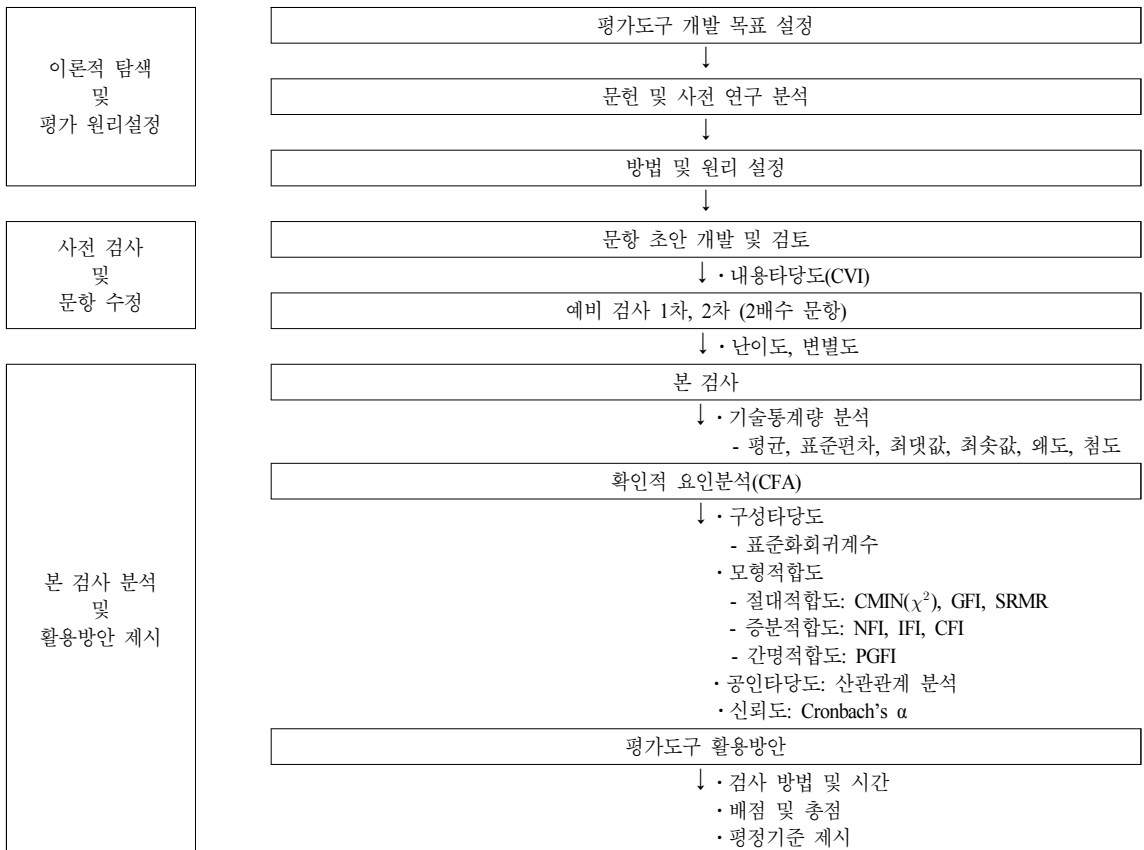 이론적 탐색
및
평가 원리설정
평가도구 개발 목표 설정
↓
문헌 및 사전 연구 분석
↓
방법 및 원리 설정
↓
사전 검사
및
문항 수정
문항 초안 개발 및 검토
↓ · 내용타당도(CVI)
예비 검사 1차, 2차 (2배수 문항)
↓ · 난이도, 변별도
본 검사 분석
및
활용방안 제시
본 검사
↓ · 기술통계량 분석
- 평균, 표준편차, 최댓값, 최솟값, 왜도, 첨도
확인적 요인분석(CFA)
↓ · 구성타당도
- 표준화회귀계수
· 모형적합도
- 절대적합도: CMIN(χ²), GFI, SRMR
- 증분적합도: NFI, IFI, CFI
- 간명적합도: PGFI
· 공인타당도: 산관관계 분석
· 신뢰도: Cronbach's α
평가도구 활용방안
↓ · 검사 방법 및 시간
· 배점 및 총점
· 평정기준 제시